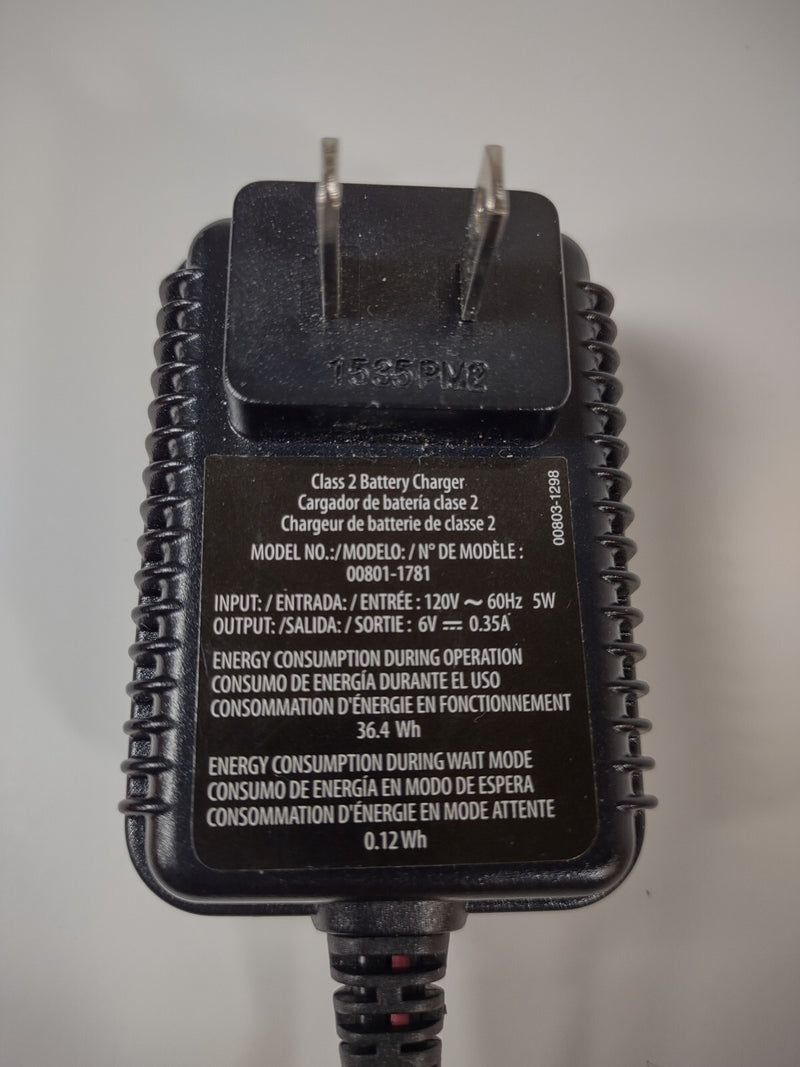 1535PM2
Class 2 Battery Charger
Cargador de batería clase 2
Chargeur de batterie de classe 2
00803-1298
MODEL NO.:/MODELO: / N° DE MODÈLE :
00801-1781
INPUT: / ENTRADA: / ENTRÉE : 120V ~ 60Hz 5W
OUTPUT: /SALIDA: / SORTIE : 6V ⎓ 0.35A
ENERGY CONSUMPTION DURING OPERATION
CONSUMO DE ENERGÍA DURANTE EL USO
CONSOMMATION D'ÉNERGIE EN FONCTIONNEMENT
36.4 Wh
ENERGY CONSUMPTION DURING WAIT MODE
CONSUMO DE ENERGÍA EN MODO DE ESPERA
CONSOMMATION D'ÉNERGIE EN MODE ATTENTE
0.12 Wh